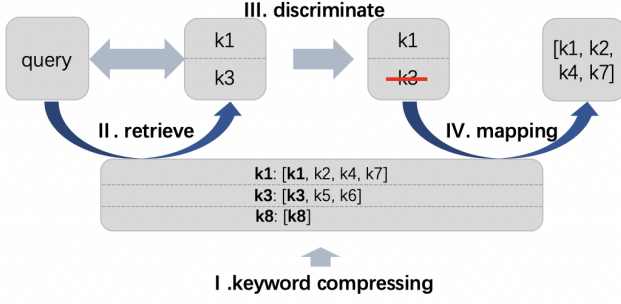 III. discriminate
query
k1
k3
k1
k3
[k1, k2,
k4, k7]
II. retrieve
IV. mapping
k1: [k1, k2, k4, k7]
k3: [k3, k5, k6]
k8: [k8]
I .keyword compressing